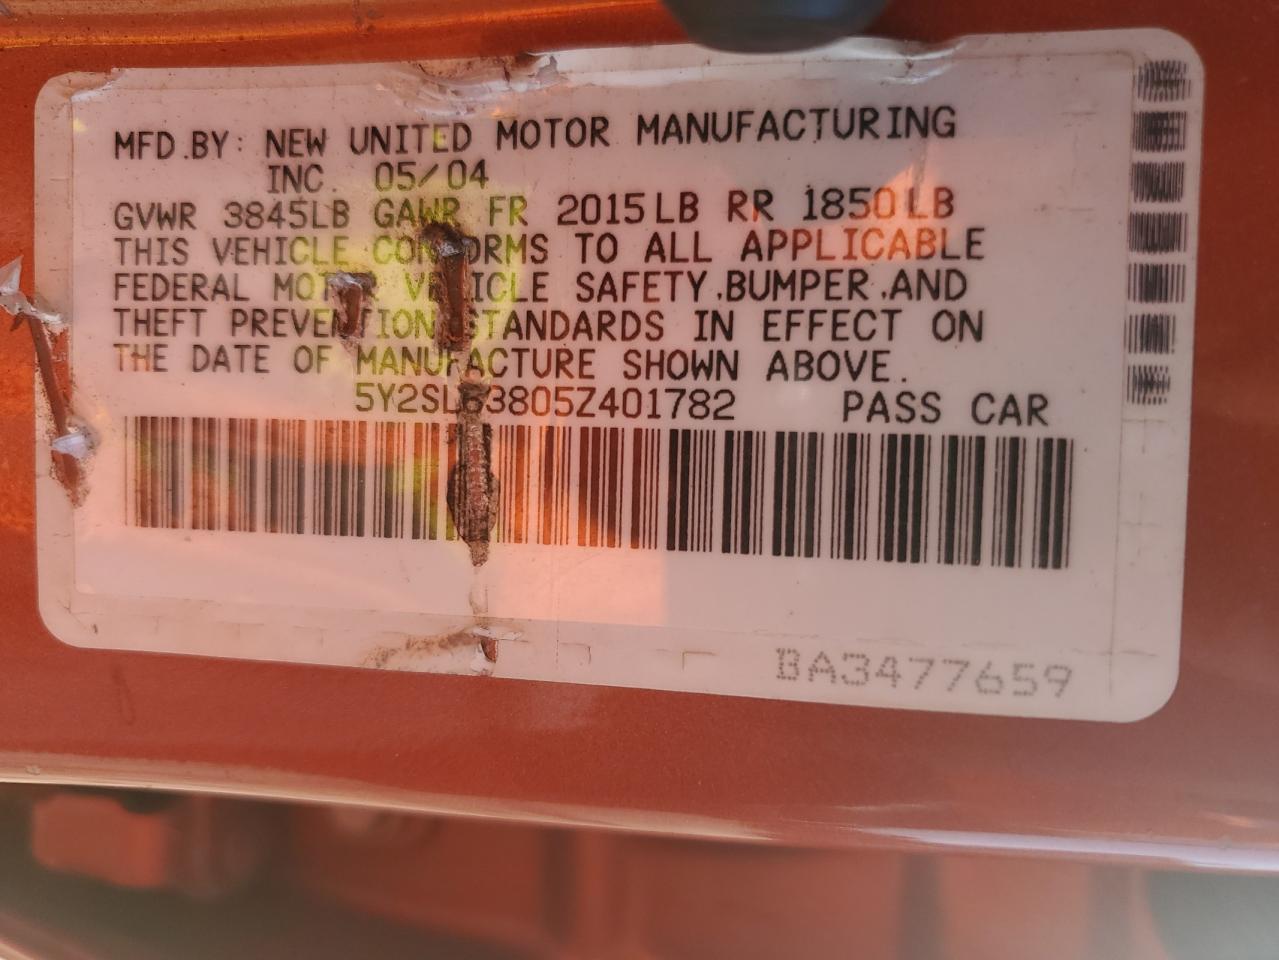 MFD.BY: NEW UNITED MOTOR MANUFACTURING
INC. 05/04
GVWR 3845LB GAWR FR 2015LB RR 1850LB
THIS VEHICLE CONFORMS TO ALL APPLICABLE
FEDERAL MOTOR VEHICLE SAFETY,BUMPER,AND
THEFT PREVENTION STANDARDS IN EFFECT ON
THE DATE OF MANUFACTURE SHOWN ABOVE.
5Y2SL63805Z401782 PASS CAR
BA3477659